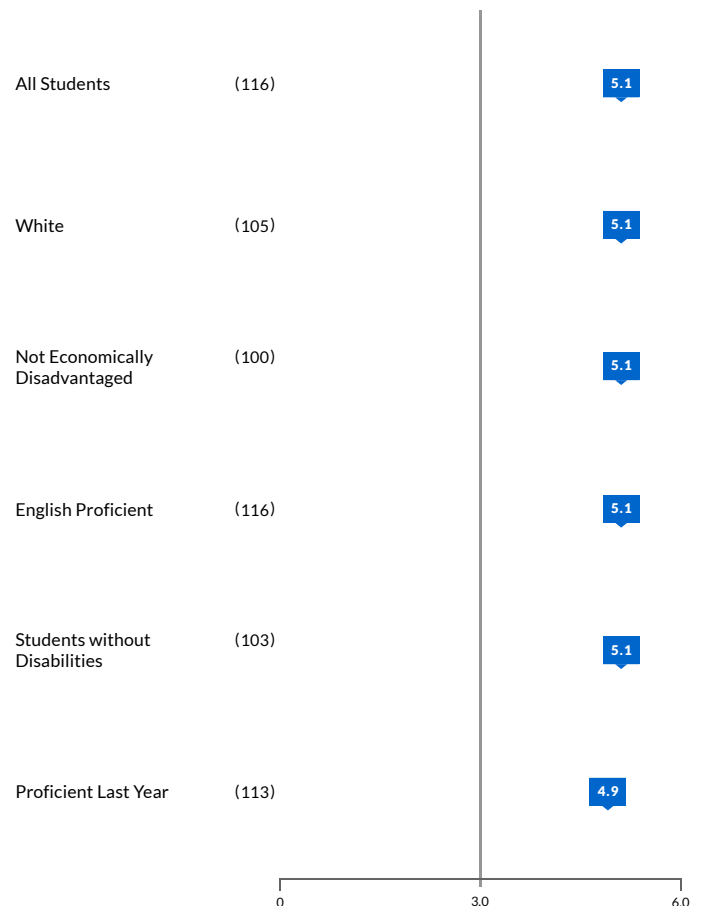 All Students (116) 5.1
White (105) 5.1
Not Economically (100) 5.1
Disadvantaged
English Proficient (116) 5.1
Students without (103) 5.1
Disabilities
Proficient Last Year (113) 4.9
0 3.0 6.0